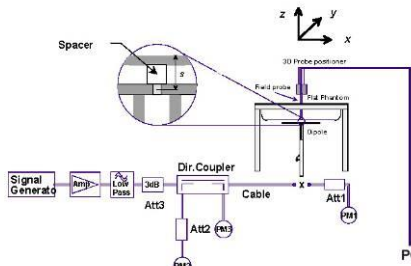 z
y
x
Spacer
s
3D Probe positioner
Field probe
Flat Phantom
Dipole
Signal
Generato
Amp
Low
Pass
3dB
Att3
Dir.Coupler
Cable
x
Att1
PM1
Att2
PM3
PM2